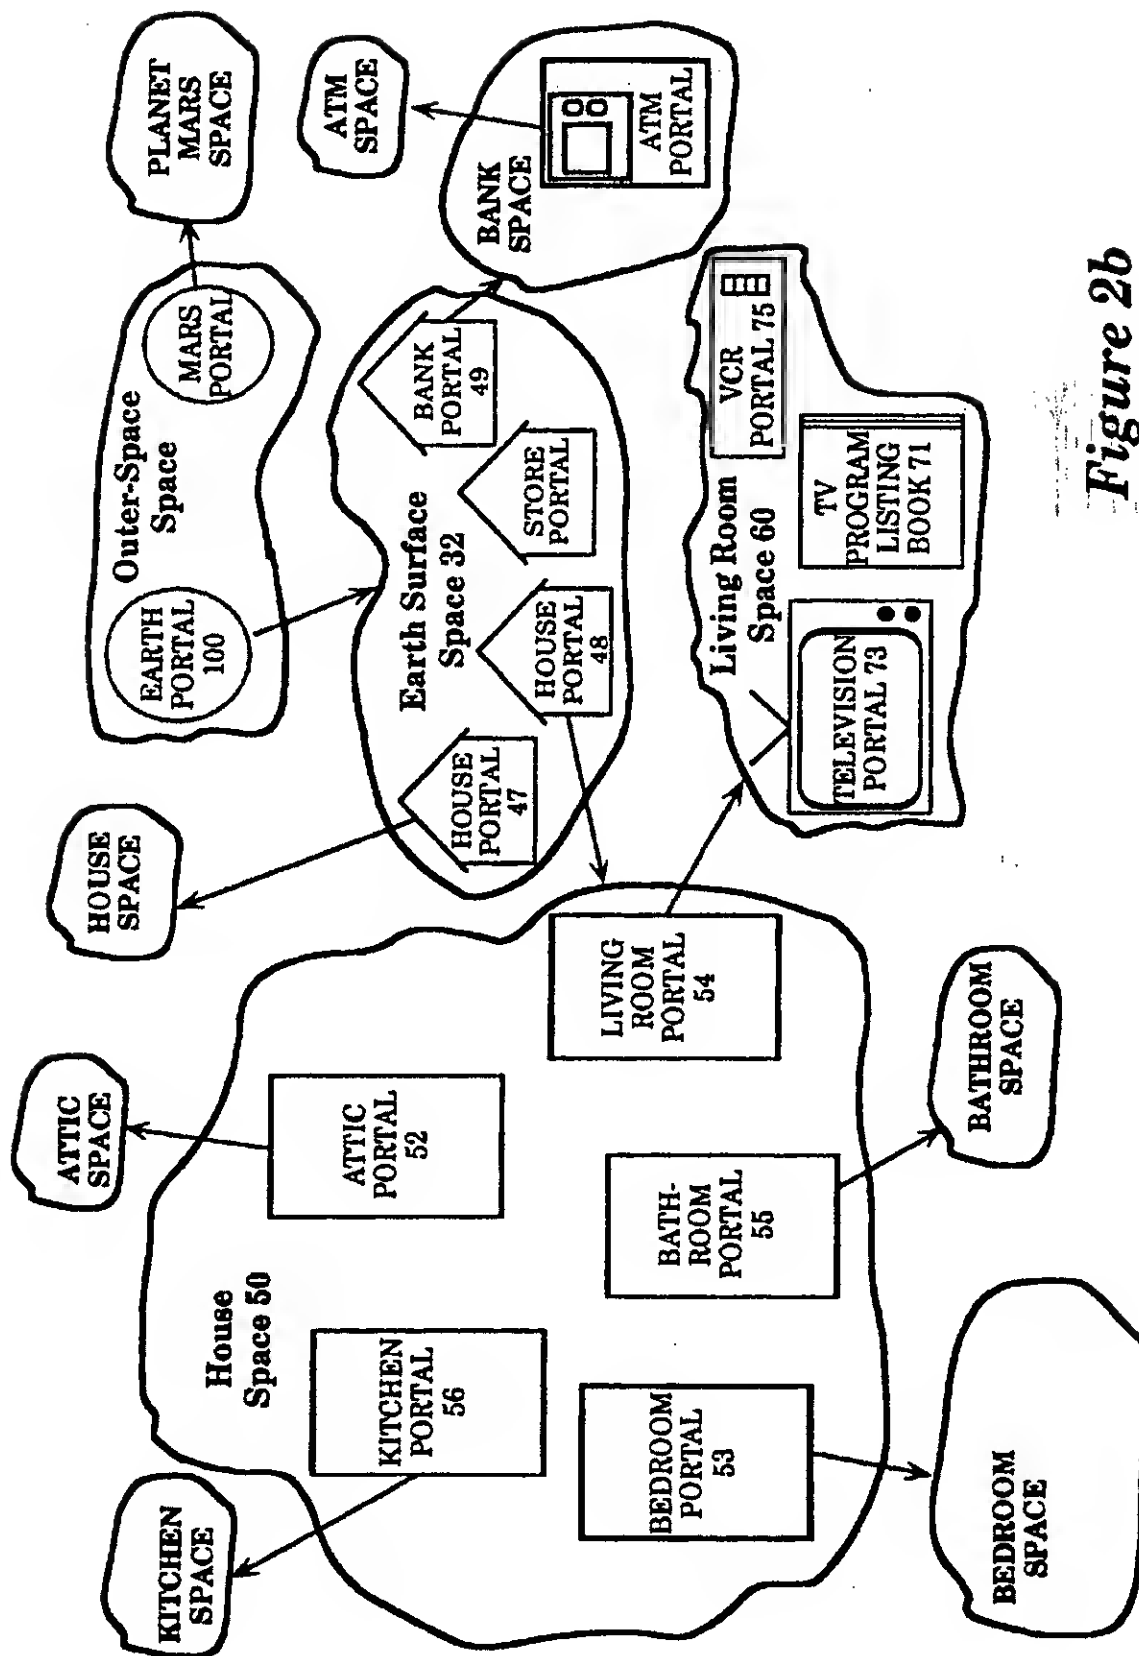 KITCHEN
SPACE
ATTIC
SPACE
HOUSE
SPACE
Outer-Space
Space
EARTH
PORTAL
100
MARS
PORTAL
PLANET
MARS
SPACE
House
Space 50
KITCHEN
PORTAL
56
ATTIC
PORTAL
52
BEDROOM
PORTAL
53
BATH-
ROOM
PORTAL
55
LIVING
ROOM
PORTAL
54
Earth Surface
Space 32
HOUSE
PORTAL
47
HOUSE
PORTAL
48
STORE
PORTAL
BANK
PORTAL
49
ATM
SPACE
BANK
SPACE
ATM
PORTAL
Living Room
Space 60
TELEVISION
PORTAL 73
TV
PROGRAM
LISTING
BOOK 71
VCR
PORTAL 75
BEDROOM
SPACE
BATHROOM
SPACE
Figure 2b